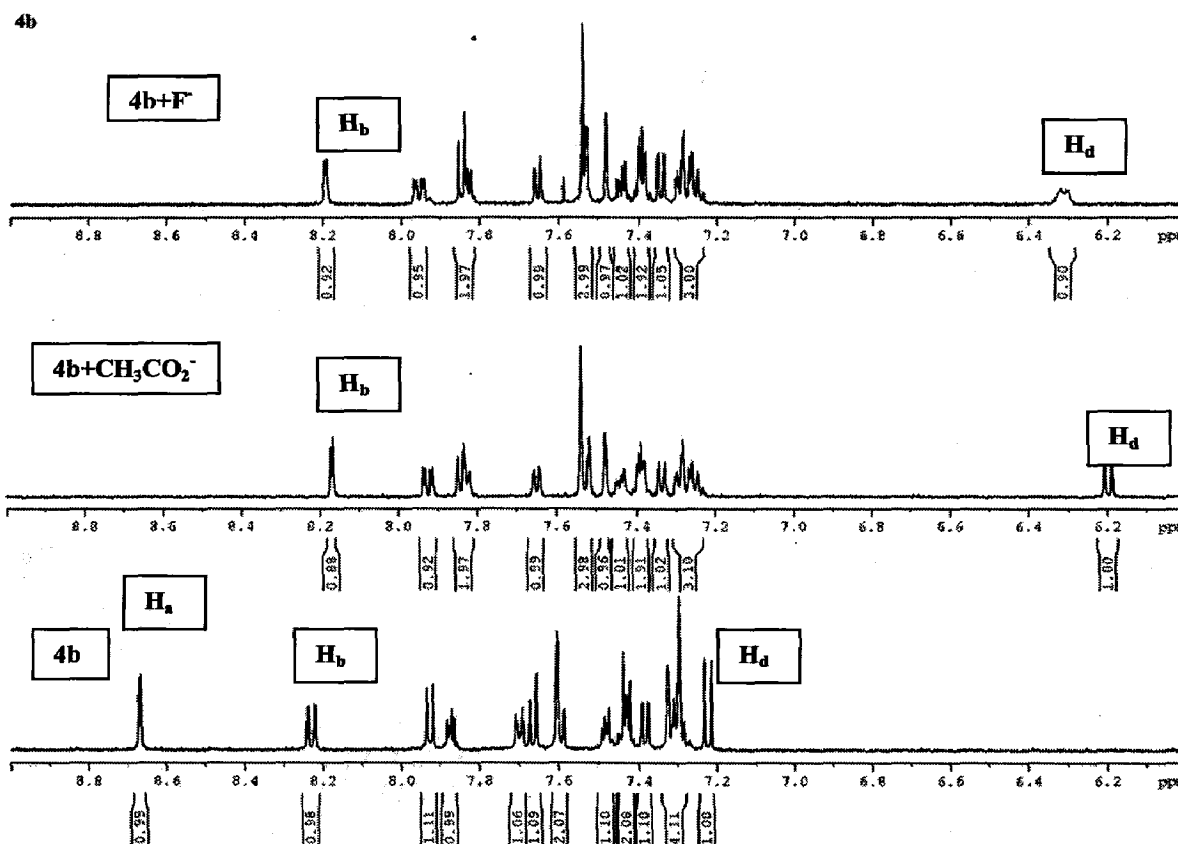 4b
4b+F⁻
H_b
H_d
8.8 8.6 8.4 8.2 8.0 7.8 7.6 7.4 7.2 7.0 6.8 6.6 6.4 6.2 ppm
0.92 0.95 1.97 0.99 2.99 0.97 1.02 1.92 1.05 3.00 0.90
4b+CH₃CO₂⁻
H_b
H_d
8.8 8.6 8.4 8.2 8.0 7.8 7.6 7.4 7.2 7.0 6.8 6.6 6.4 6.2 ppm
0.88 0.92 1.97 0.99 2.98 0.96 1.01 1.91 1.02 3.10 1.00
H_a
4b
H_b
H_d
8.8 8.6 8.4 8.2 8.0 7.8 7.6 7.4 7.2 7.0 6.8 6.6 6.4 6.2 ppm
0.99 0.98 1.11 0.99 1.06 1.09 2.07 1.10 2.08 1.10 4.11 1.00